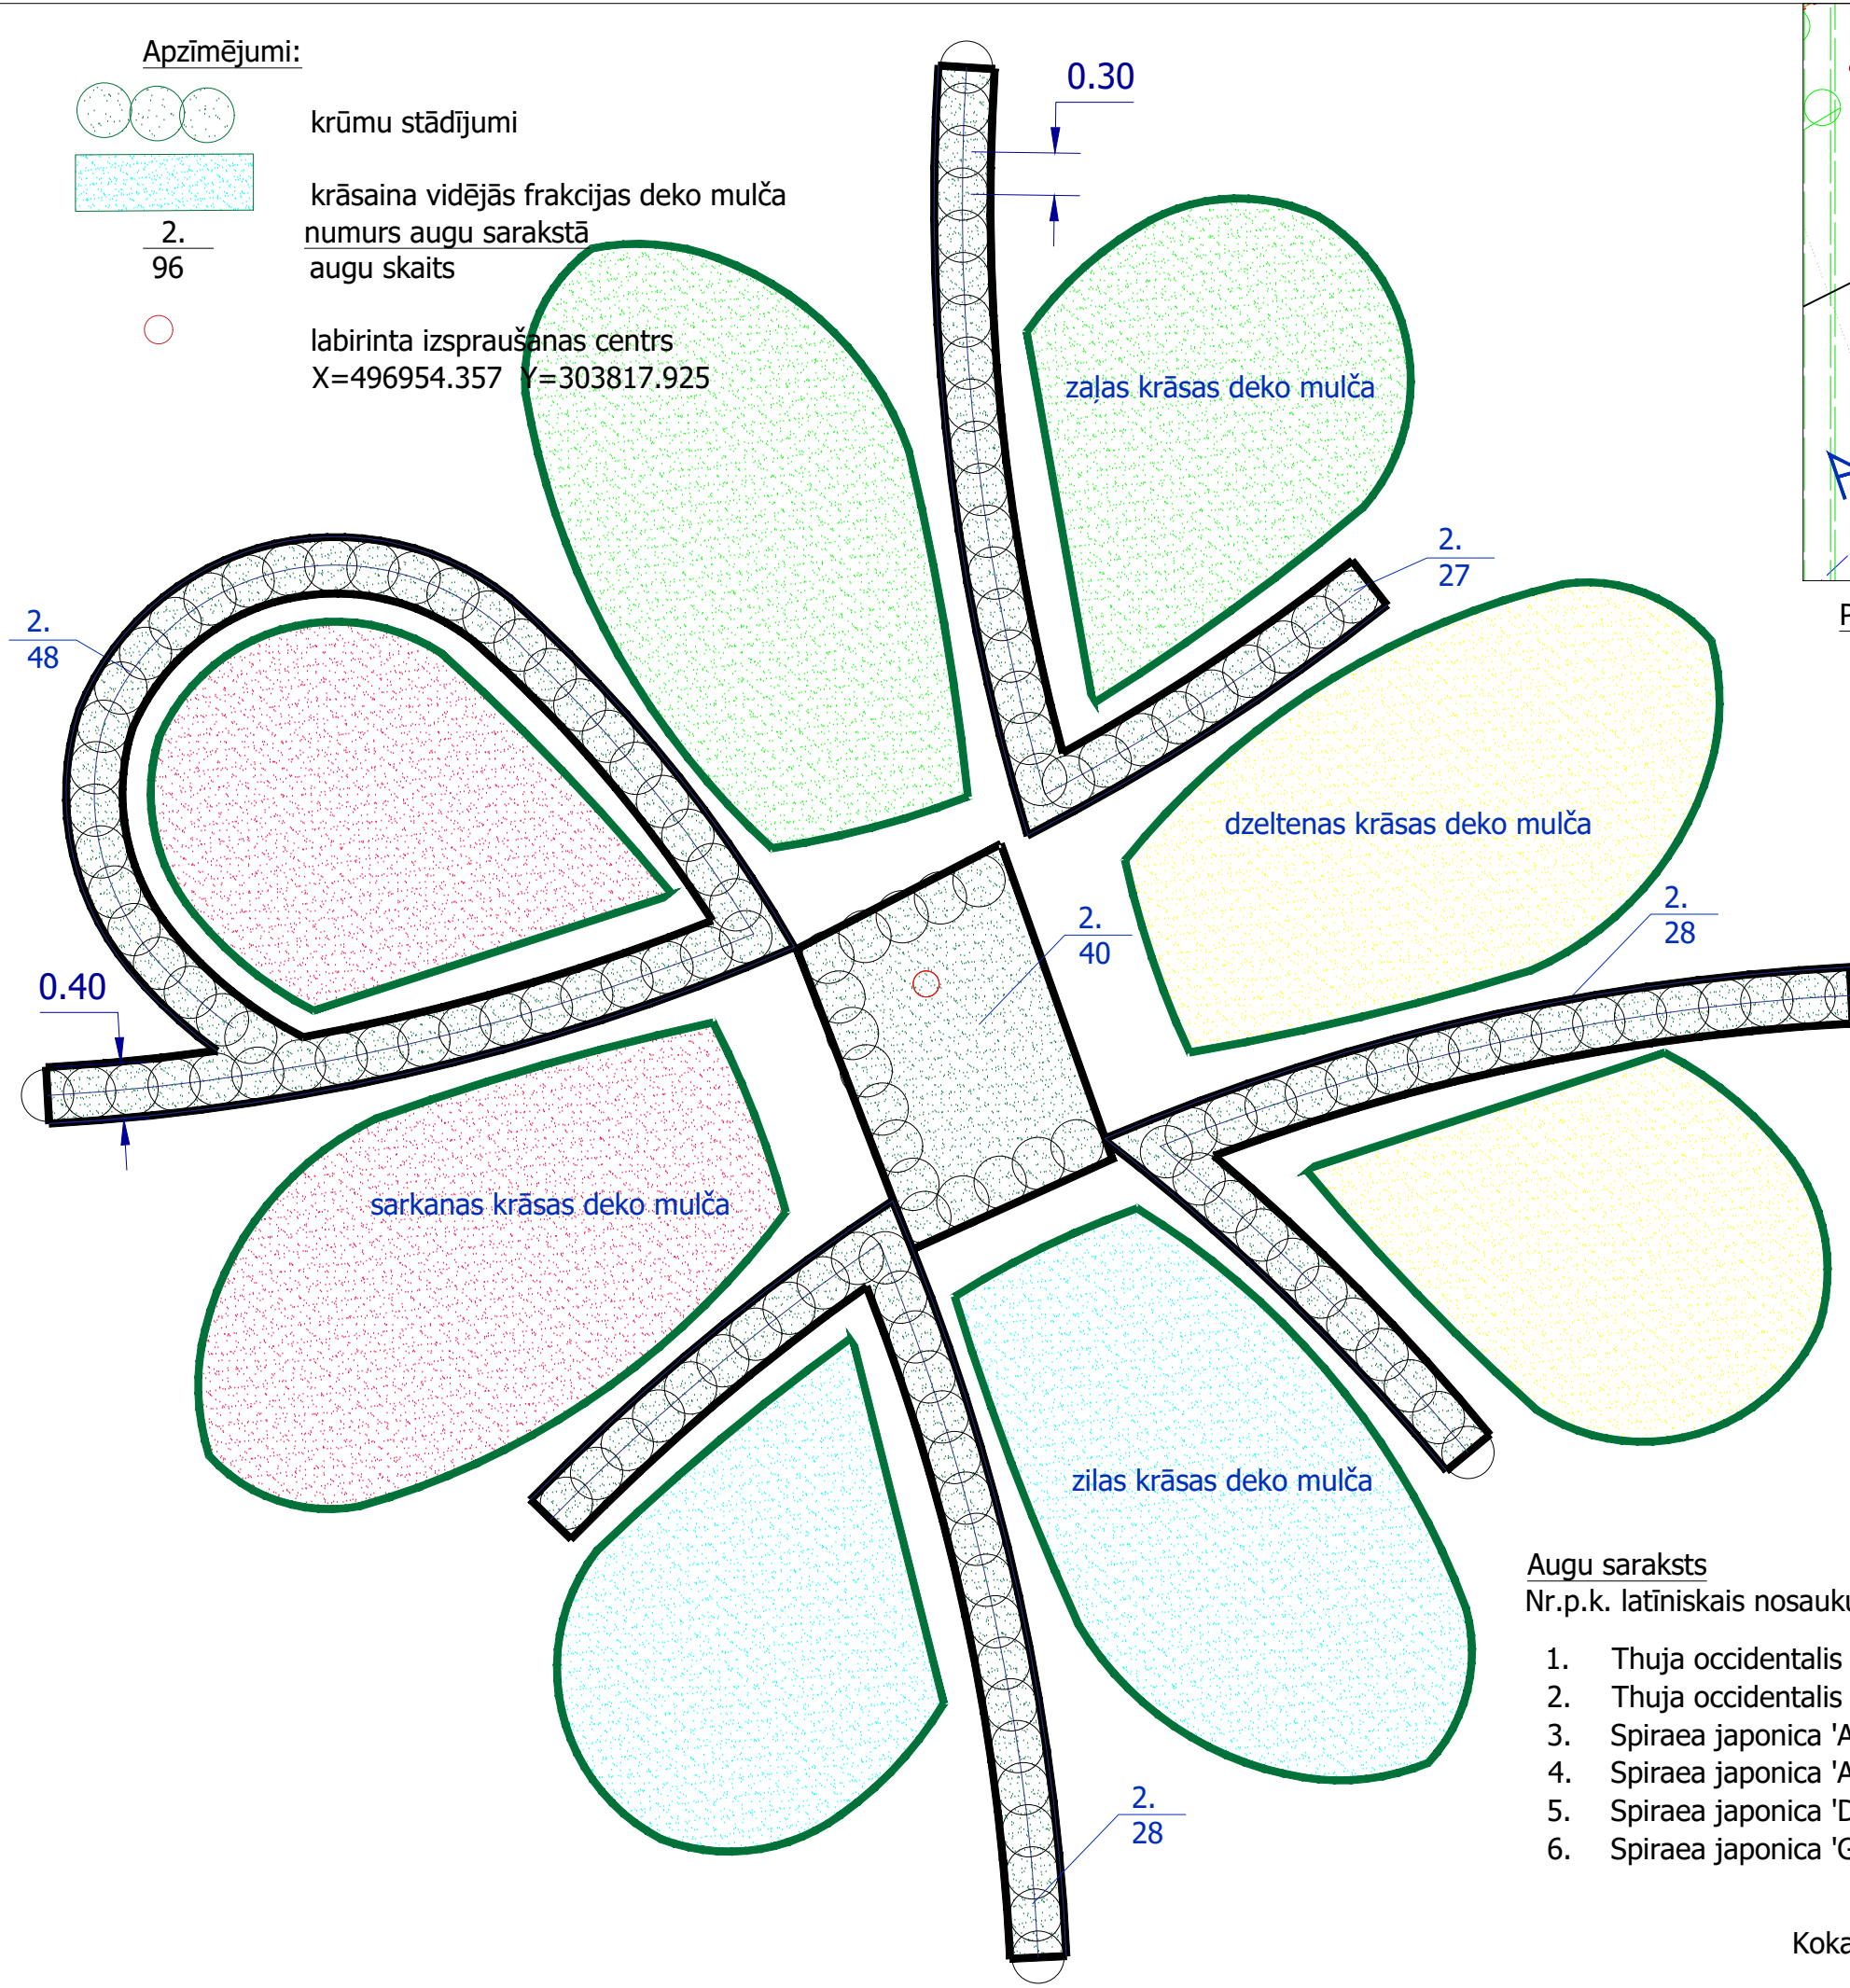 Apzīmējumi:
krūmu stādījumi
krāsaina vidējās frakcijas deko mulča
2.
96
numurs augu sarakstā
augu skaits
labirinta izspraušanas centrs
X=496954.357 Y=303817.925
0.30
zaļas krāsas deko mulča
2.
27
2.
48
dzeltenas krāsas deko mulča
2.
28
2.
40
0.40
sarkanas krāsas deko mulča
zilas krāsas deko mulča
2.
28
Augu saraksts
Nr.p.k. latīniskais
1. Thuja occidentalis
2. Thuja occidentalis
3. Spiraea japonica
4. Spiraea japonica
5. Spiraea japonica
6. Spiraea japonica